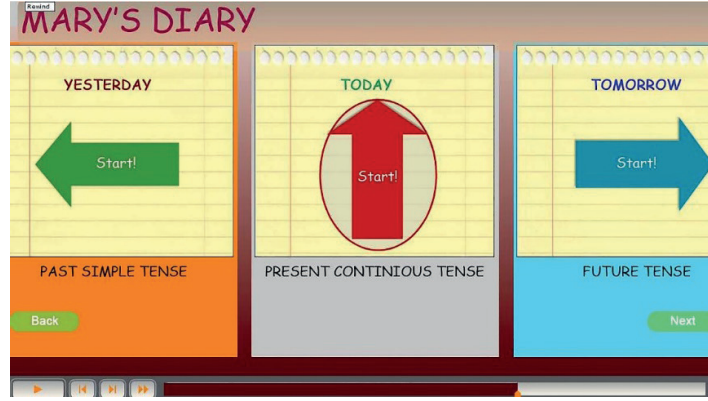 Rewind
MARY'S DIARY
YESTERDAY
Start!
PAST SIMPLE TENSE
Back
TODAY
Start!
PRESENT CONTINIOUS TENSE
TOMORROW
Start!
FUTURE TENSE
Next